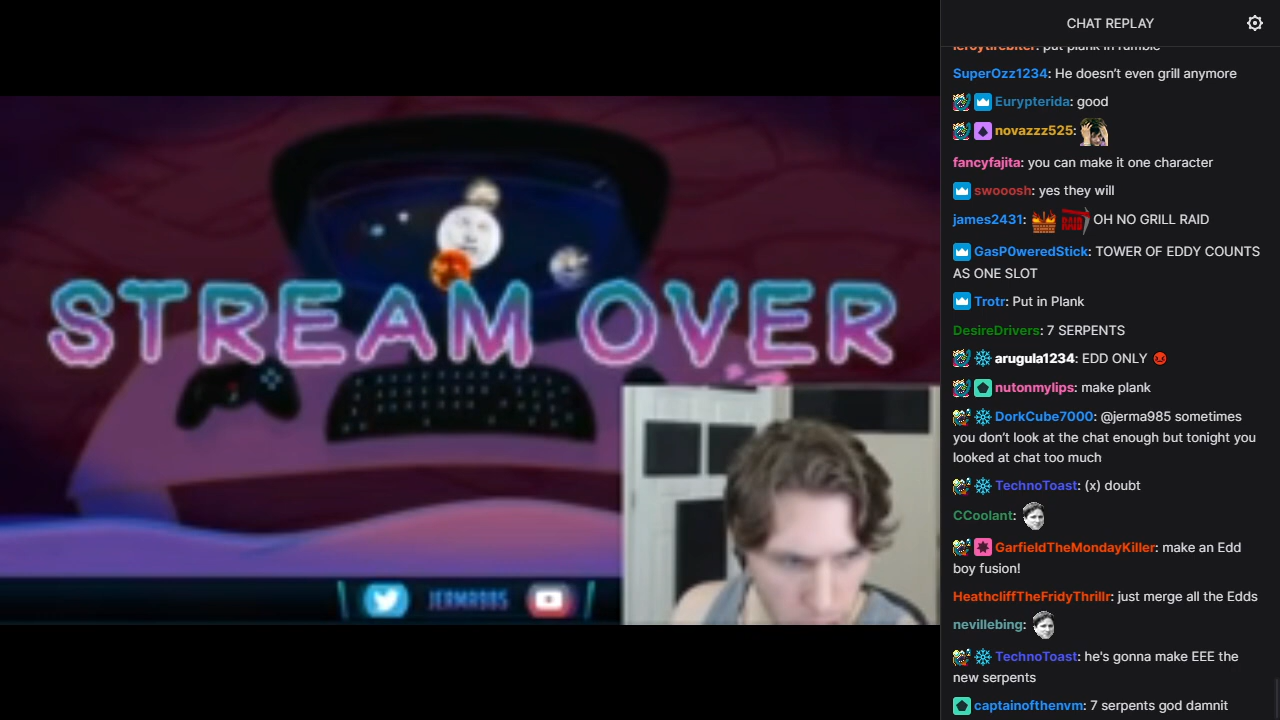 STREAM OVER
JERMA985
CHAT REPLAY
leroytirebiter: put plank in rumble
SuperOzz1234: He doesn't even grill anymore
Eurypterida: good
novazzz525:
fancyfajita: you can make it one character
swooosh: yes they will
james2431: RAID OH NO GRILL RAID
GasP0weredStick: TOWER OF EDDY COUNTS
AS ONE SLOT
Trotr: Put in Plank
DesireDrivers: 7 SERPENTS
arugula1234: EDD ONLY
nutonmylips: make plank
DorkCube7000: @jerma985 sometimes
you don't look at the chat enough but tonight you
looked at chat too much
TechnoToast: (x) doubt
CCoolant:
GarfieldTheMondayKiller: make an Edd
boy fusion!
HeathcliffTheFridyThrillr: just merge all the Edds
nevillebing:
TechnoToast: he's gonna make EEE the
new serpents
captainofthenvm: 7 serpents god damnit